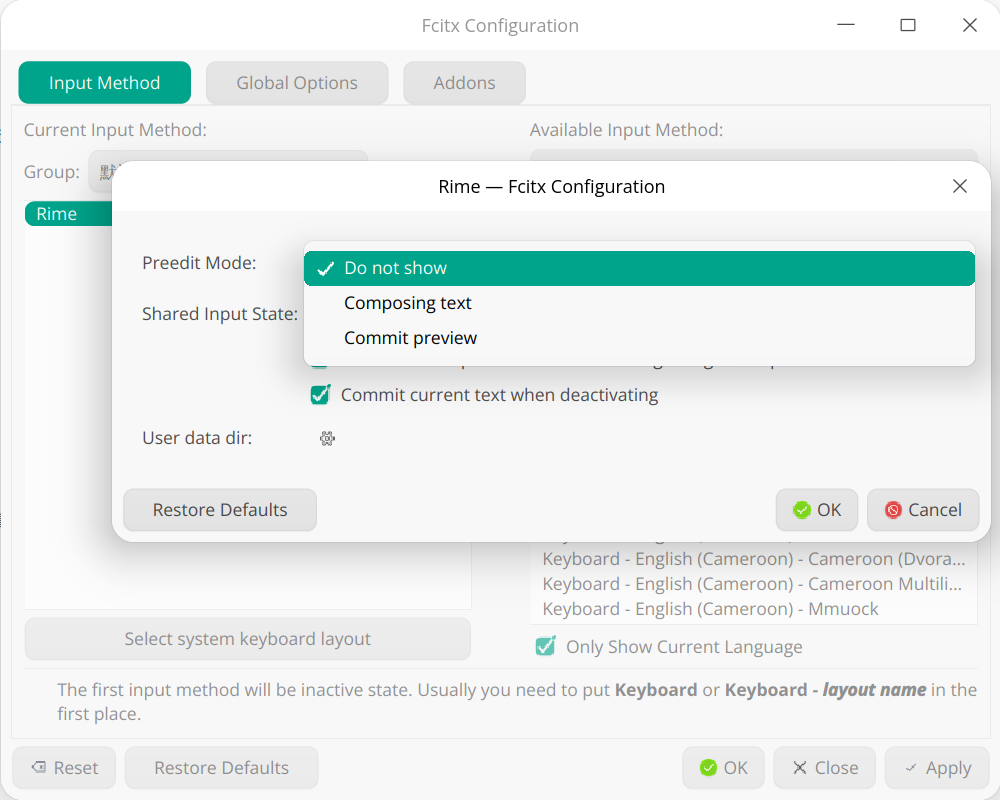 Fcitx Configuration
Input Method
Global Options
Addons
Current Input Method:
Available Input Method:
Group:
Rime
Rime — Fcitx Configuration
Preedit Mode:
Do not show
Composing text
Commit preview
Shared Input State:
Commit current text when deactivating
User data dir:
Restore Defaults
OK
Cancel
Keyboard - English (Cameroon) - Cameroon (Dvora...
Keyboard - English (Cameroon) - Cameroon Multili...
Keyboard - English (Cameroon) - Mmuock
Select system keyboard layout
Only Show Current Language
The first input method will be inactive state. Usually you need to put Keyboard or Keyboard - layout name in the
first place.
Reset
Restore Defaults
OK
Close
Apply